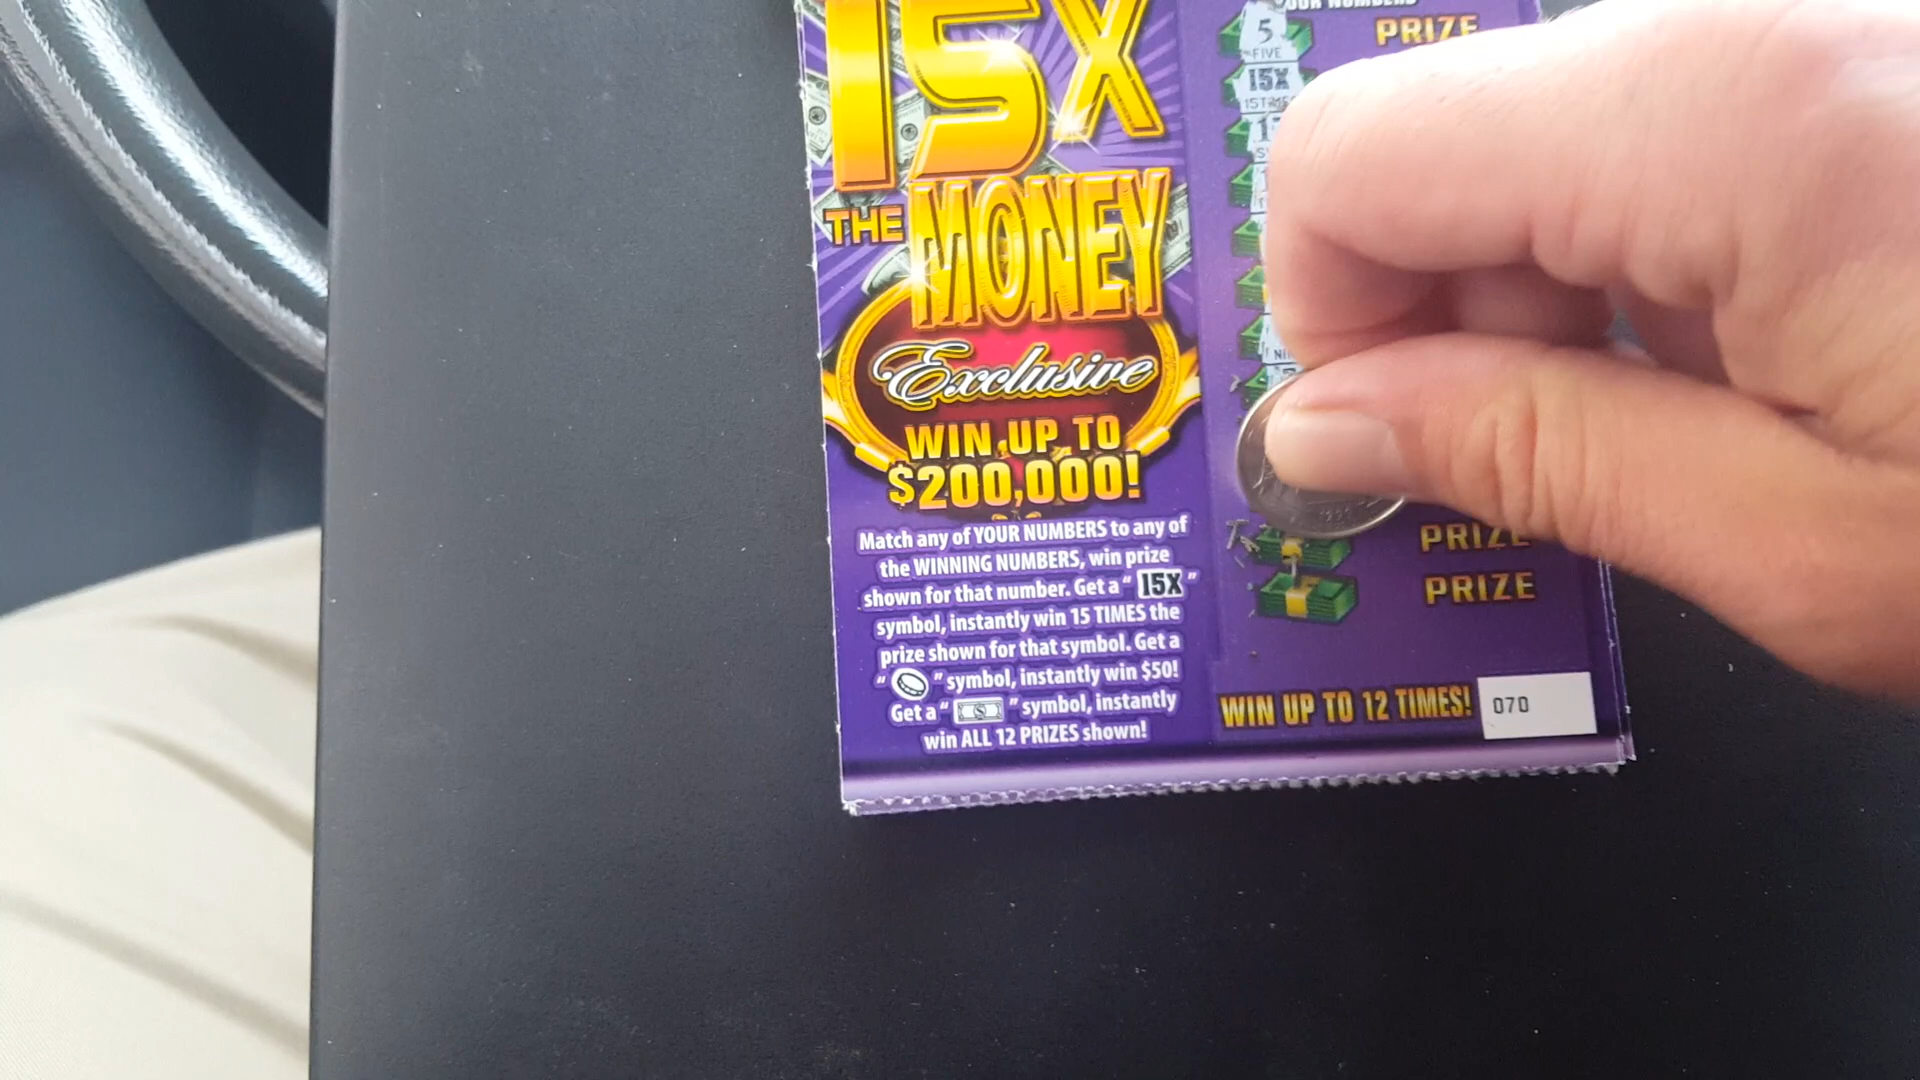 15X
THE MONEY
Exclusive
WIN UP TO
$200,000!
Match any of YOUR NUMBERS to any of
the WINNING NUMBERS, win prize
shown for that number. Get a "15X"
symbol, instantly win 15 TIMES the
prize shown for that symbol. Get a
" " symbol, instantly win $50!
Get a " $ " symbol, instantly
win ALL 12 PRIZES shown!
YOUR NUMBERS
5 PRIZE
FIVE
15X
PRIZE
PRIZE
WIN UP TO 12 TIMES! 070